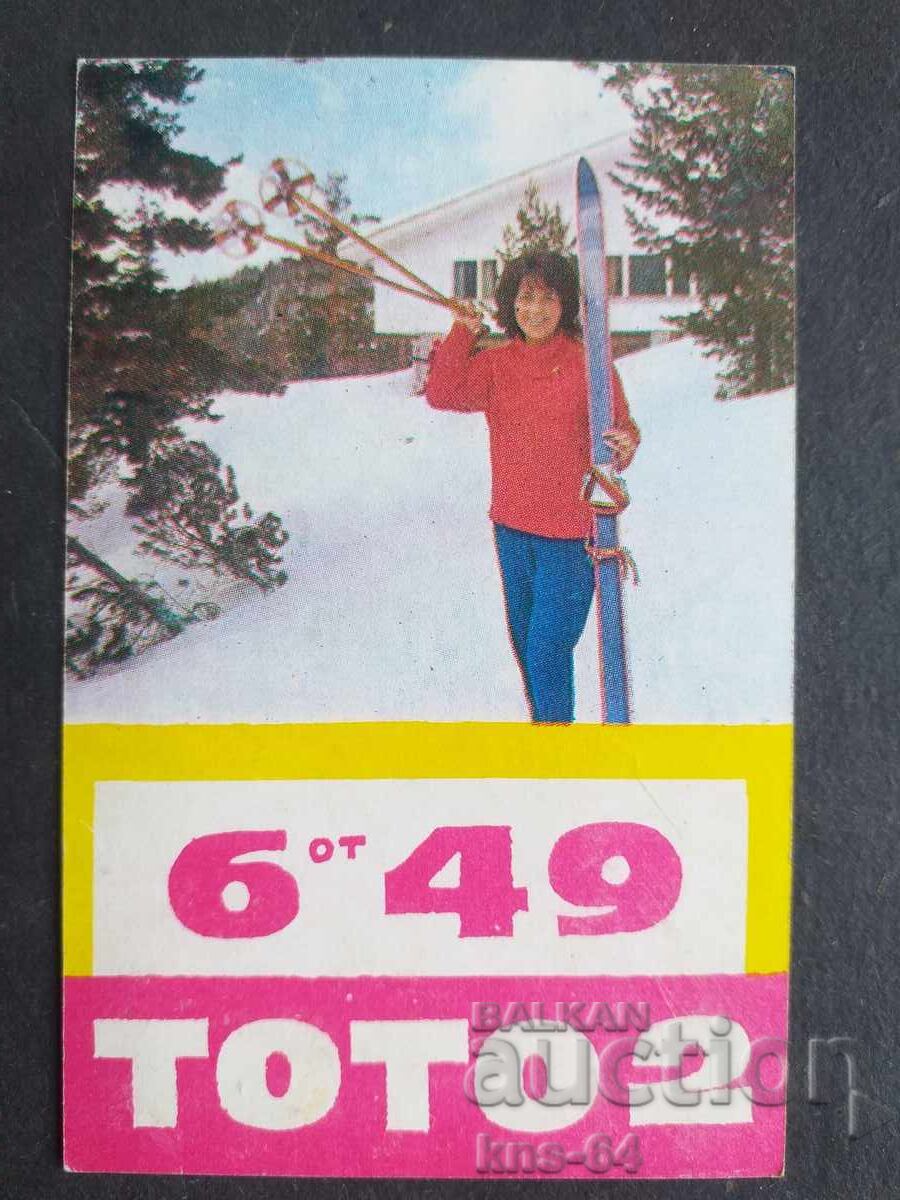 6 от 49
ТОТО-2
BALKAN
auction
kns-64